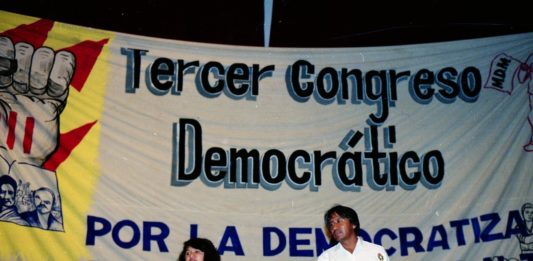 Tercer Congreso
MDM
Democrático
POR LA DEMOCRATIZA